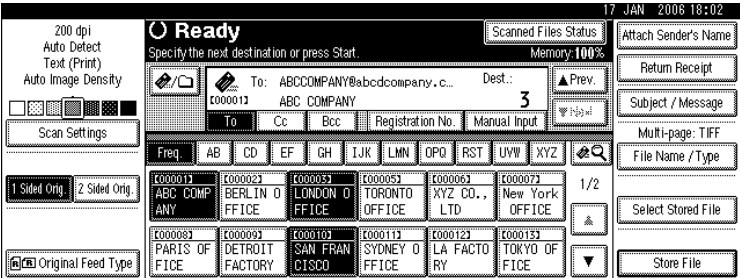 17 JAN 2006 18:02
200 dpi
Auto Detect
Text (Print)
Auto Image Density
Scan Settings
1 Sided Orig.
2 Sided Orig.
Original Feed Type
Ready
Scanned Files Status
Specify the next destination or press Start.
Memory:100%
To: ABCCOMPANY@abcdcompany.c...
Dest.:
[00001]
ABC COMPANY
3
▲Prev.
▼Next
To
Cc
Bcc
Registration No.
Manual Input
Freq.
AB
CD
EF
GH
IJK
LMN
OPQ
RST
UVW
XYZ
[00001]
ABC COMP
ANY
[00002]
BERLIN O
FFICE
[00003]
LONDON O
FFICE
[00005]
TORONTO
OFFICE
[00006]
XYZ CO.,
LTD
[00007]
New York
OFFICE
1/2
[00008]
PARIS OF
FICE
[00009]
DETROIT
FACTORY
[00010]
SAN FRAN
CISCO
[00011]
SYDNEY O
FFICE
[00012]
LA FACTO
RY
[00013]
TOKYO OF
FICE
▲
▼
Attach Sender's Name
Return Receipt
Subject / Message
Multi-page: TIFF
File Name / Type
Select Stored File
Store File